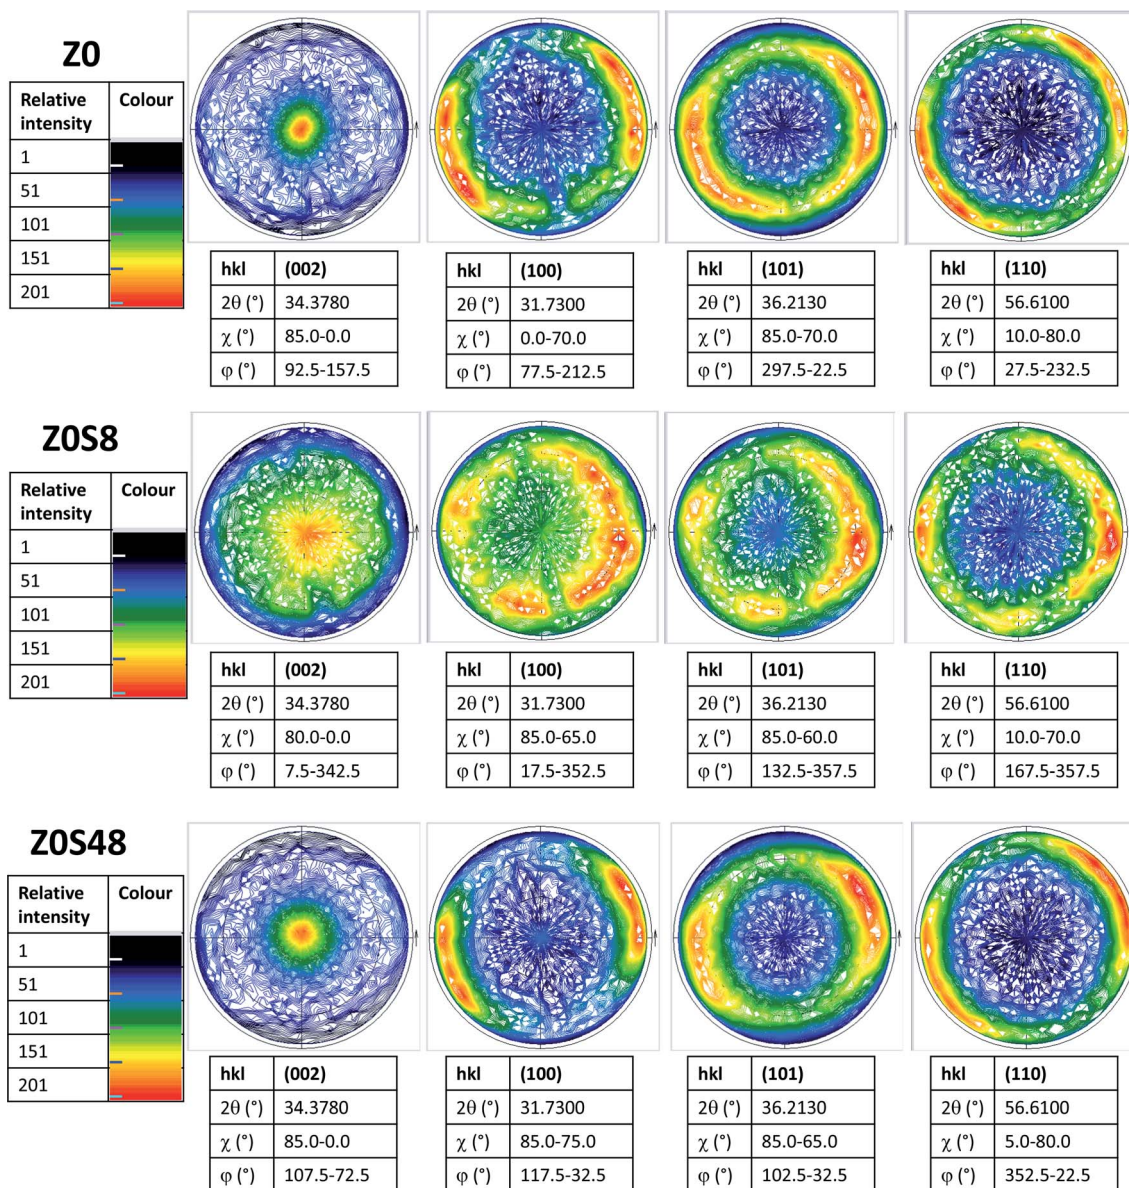 Z0
Relative intensity Colour
1
51
101
151
201
hkl (002)
2θ (°) 34.3780
χ (°) 85.0-0.0
φ (°) 92.5-157.5
hkl (100)
2θ (°) 31.7300
χ (°) 0.0-70.0
φ (°) 77.5-212.5
hkl (101)
2θ (°) 36.2130
χ (°) 85.0-70.0
φ (°) 297.5-22.5
hkl (110)
2θ (°) 56.6100
χ (°) 10.0-80.0
φ (°) 27.5-232.5
Z0S8
Relative intensity Colour
1
51
101
151
201
hkl (002)
2θ (°) 34.3780
χ (°) 80.0-0.0
φ (°) 7.5-342.5
hkl (100)
2θ (°) 31.7300
χ (°) 85.0-65.0
φ (°) 17.5-352.5
hkl (101)
2θ (°) 36.2130
χ (°) 85.0-60.0
φ (°) 132.5-357.5
hkl (110)
2θ (°) 56.6100
χ (°) 10.0-70.0
φ (°) 167.5-357.5
Z0S48
Relative intensity Colour
1
51
101
151
201
hkl (002)
2θ (°) 34.3780
χ (°) 85.0-0.0
φ (°) 107.5-72.5
hkl (100)
2θ (°) 31.7300
χ (°) 85.0-75.0
φ (°) 117.5-32.5
hkl (101)
2θ (°) 36.2130
χ (°) 85.0-65.0
φ (°) 102.5-32.5
hkl (110)
2θ (°) 56.6100
χ (°) 5.0-80.0
φ (°) 352.5-22.5